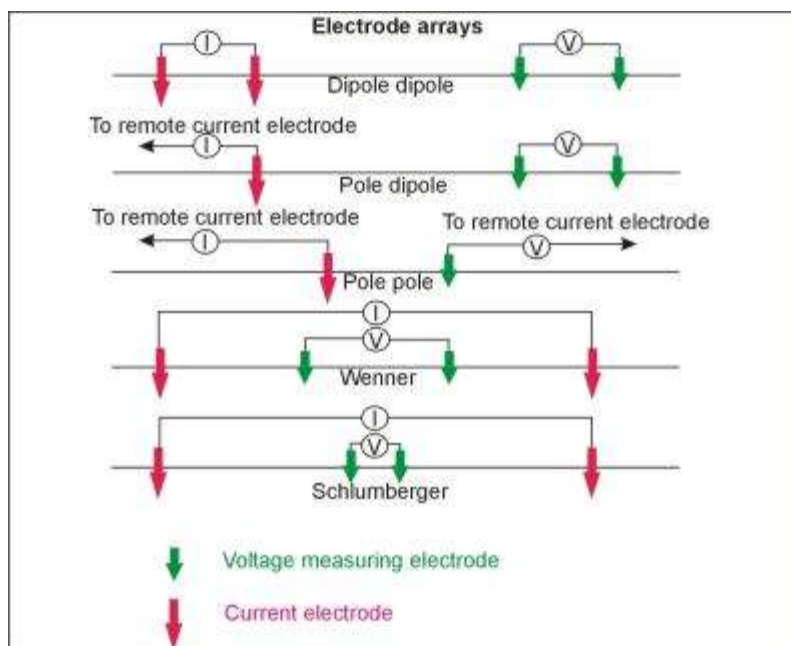 Electrode arrays
I
V
Dipole dipole
To remote current electrode
I
V
Pole dipole
To remote current electrode
To remote current electrode
I
V
Pole pole
I
V
Wenner
I
V
Schlumberger
Voltage measuring electrode
Current electrode